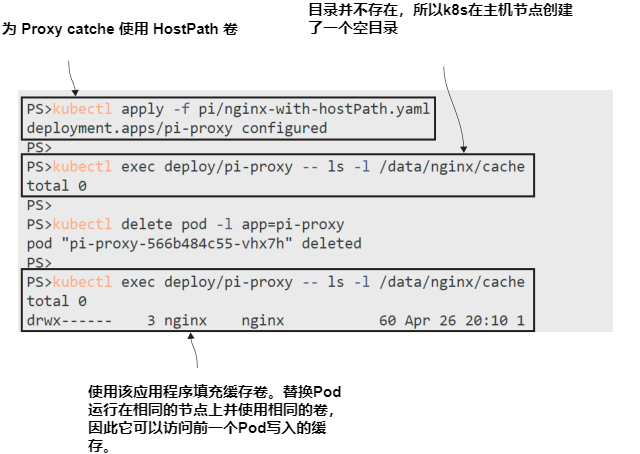 为 Proxy catche 使用 HostPath 卷
目录并不存在，所以k8s在主机节点创建
了一个空目录
PS>kubectl apply -f pi/nginx-with-hostPath.yaml
deployment.apps/pi-proxy configured
PS>
PS>kubectl exec deploy/pi-proxy -- ls -l /data/nginx/cache
total 0
PS>
PS>kubectl delete pod -l app=pi-proxy
pod "pi-proxy-566b484c55-vhx7h" deleted
PS>
PS>kubectl exec deploy/pi-proxy -- ls -l /data/nginx/cache
total 0
drwx------    3 nginx    nginx           60 Apr 26 20:10 1
使用该应用程序填充缓存卷。替换Pod
运行在相同的节点上并使用相同的卷，
因此它可以访问前一个Pod写入的缓
存。